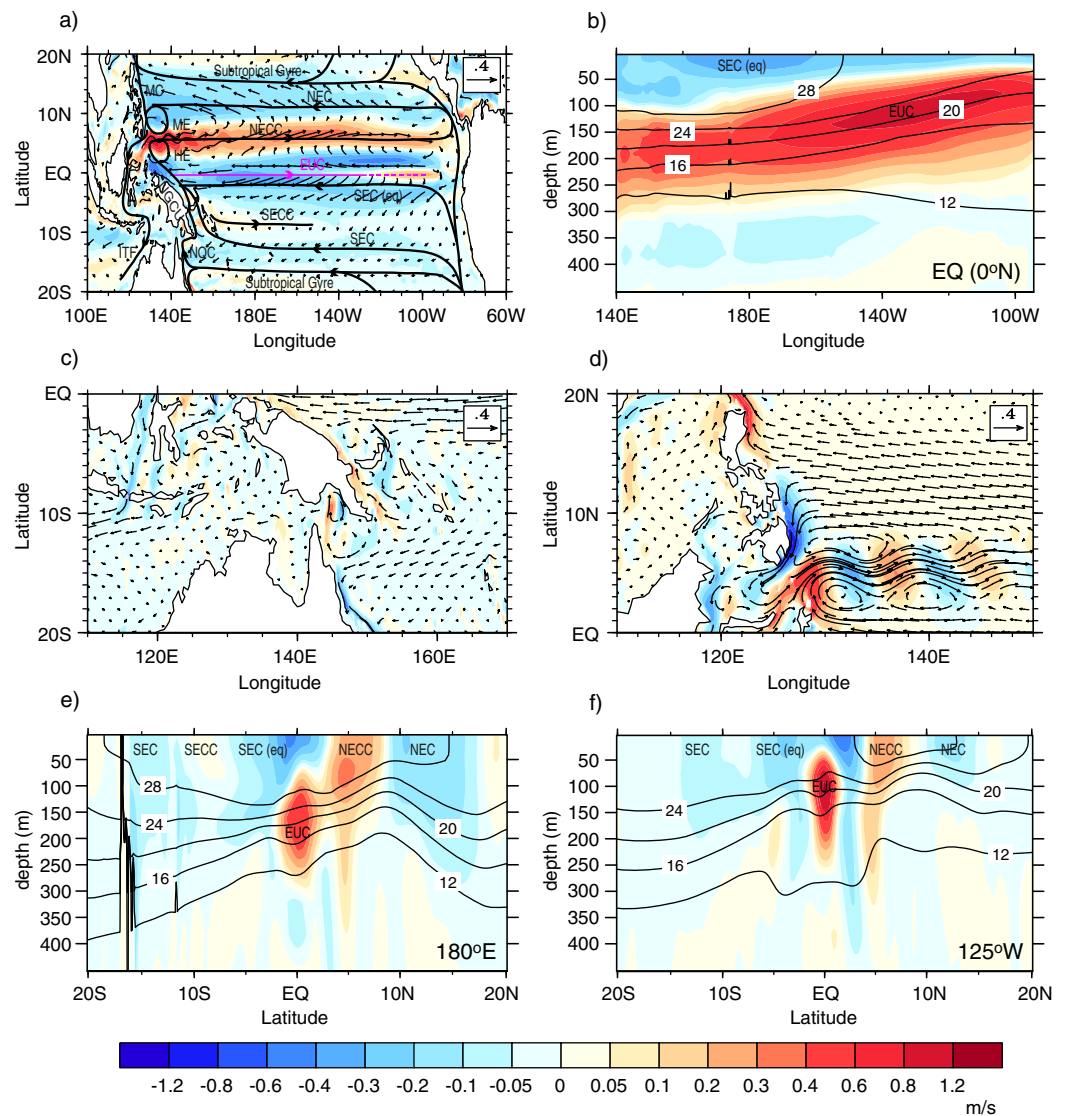 a)
b)
20N
10N
EQ
10S
20S
Latitude
Subtropical Gyre
.4
MC
NEC
ME
NECC
HE
EUC
NGCU
SEC (eq)
SECC
SEC
ITF
NQC
Subtropical Gyre
100E 140E 180E 140W 100W 60W
Longitude
50
100
150
200
250
300
350
400
depth (m)
SEC (eq)
28
EUC
20
24
16
12
EQ (0oN)
140E 180E 140W 100W
Longitude
c)
d)
EQ
10S
20S
Latitude
.4
120E 140E 160E
Longitude
20N
10N
EQ
Latitude
.4
120E 140E
Longitude
e)
f)
50
100
150
200
250
300
350
400
depth (m)
SEC SECC SEC (eq) NECC NEC
28
24
EUC
20
16
12
180oE
20S 10S EQ 10N 20N
Latitude
50
100
150
200
250
300
350
400
depth (m)
SEC SEC (eq) NECC NEC
EUC
24
20
16
12
125oW
20S 10S EQ 10N 20N
Latitude
-1.2 -0.8 -0.6 -0.4 -0.3 -0.2 -0.1 -0.05 0 0.05 0.1 0.2 0.3 0.4 0.6 0.8 1.2
m/s